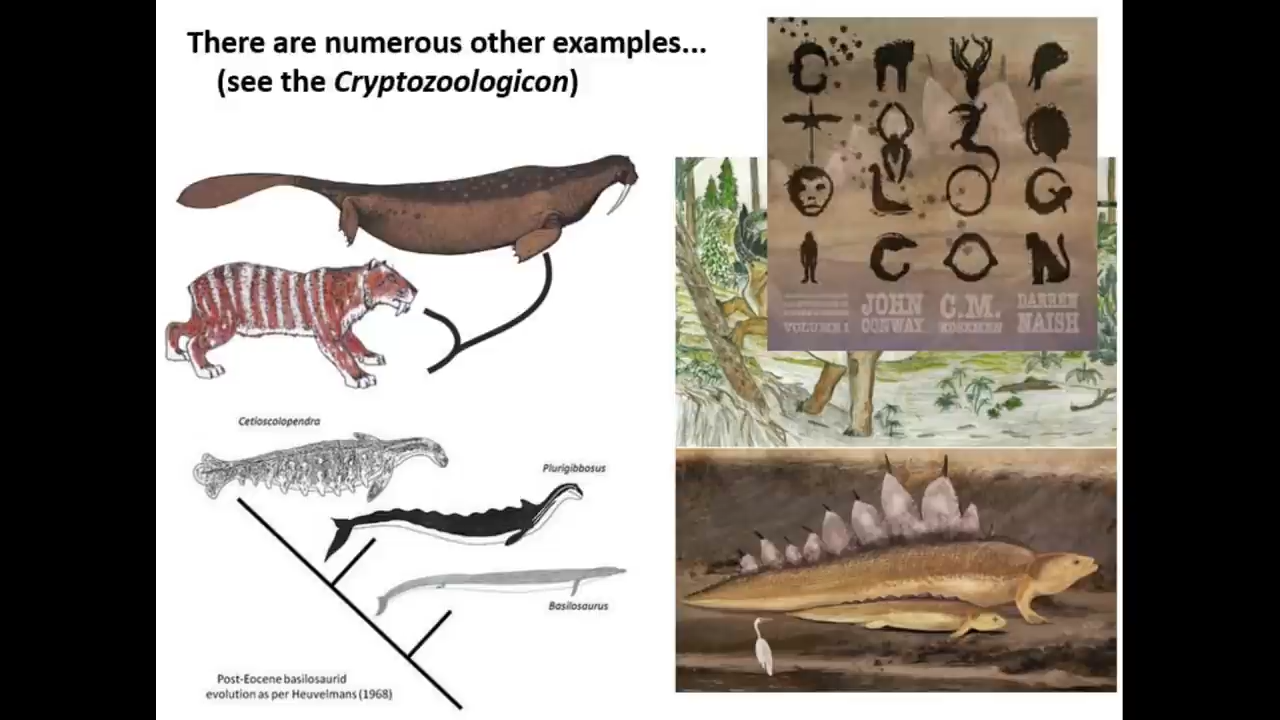 There are numerous other examples...
(see the Cryptozoologicon)
C R Y P
T O Z O
O L O G
I C O N
VOLUME I
JOHN
CONWAY
C.M.
KOSEMEN
DARREN
NAISH
Cetioscolopendra
Plurigibbosus
Basilosaurus
Post-Eocene basilosaurid
evolution as per Heuvelmans (1968)